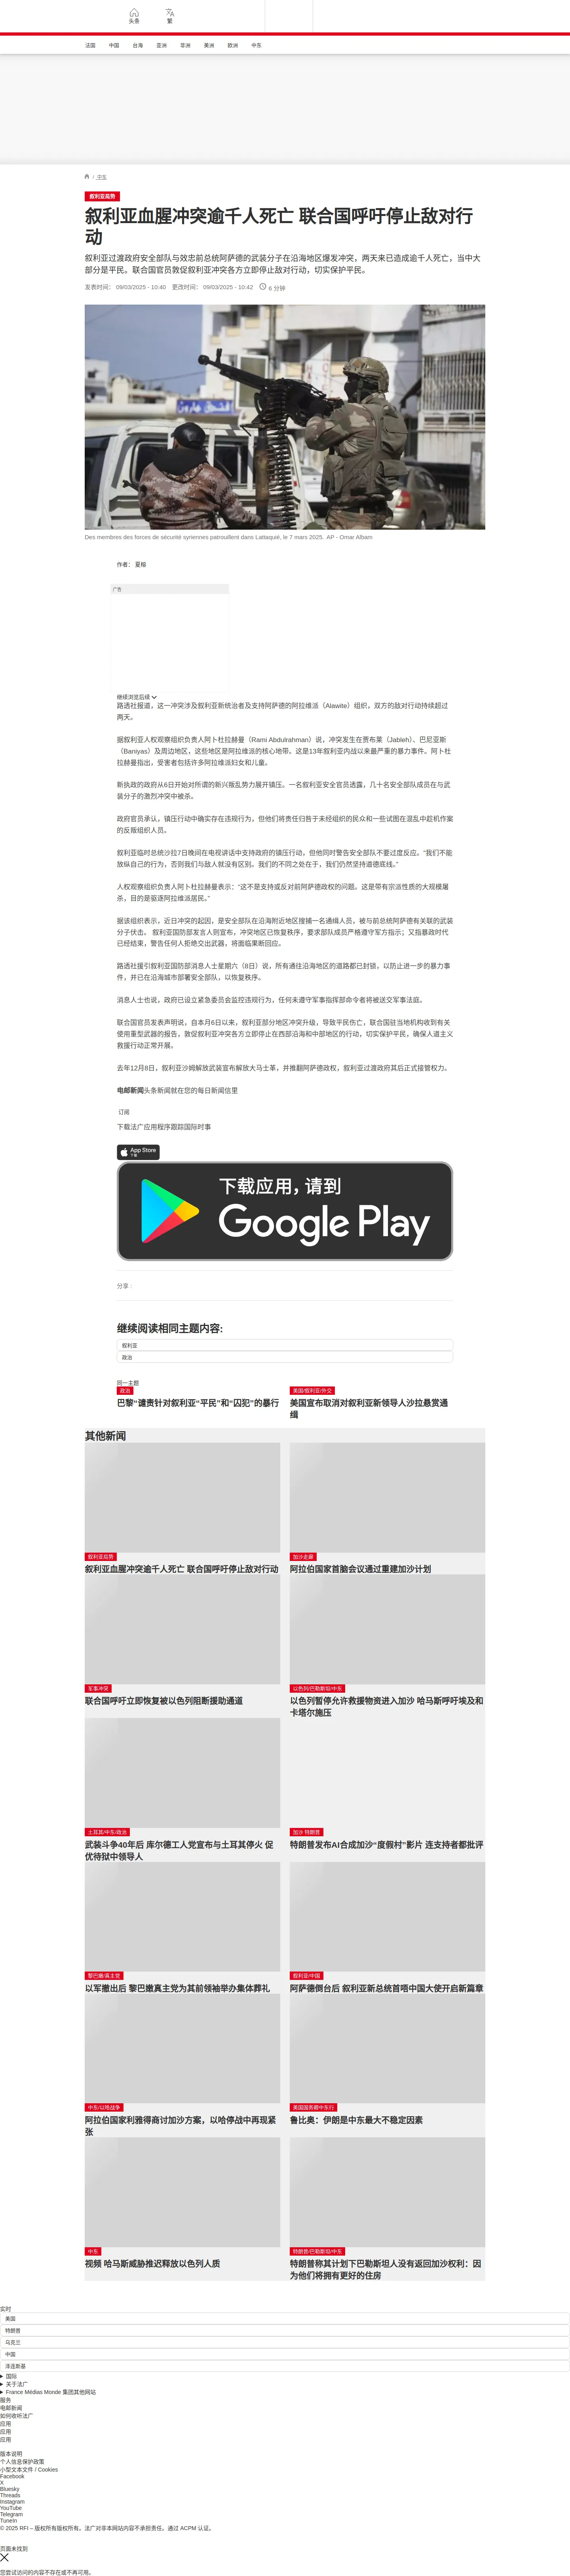 头条
繁
法国 中国 台海 亚洲 非洲 美洲 欧洲 中东
/ 中东
叙利亚局势
叙利亚血腥冲突逾千人死亡 联合国呼吁停止敌对行
动
叙利亚过渡政府安全部队与效忠前总统阿萨德的武装分子在沿海地区爆发冲突，两天来已造成逾千人死亡，当中大
部分是平民。联合国官员敦促叙利亚冲突各方立即停止敌对行动，切实保护平民。
发表时间： 09/03/2025 - 10:40 更改时间： 09/03/2025 - 10:42 6 分钟
Des membres des forces de sécurité syriennes patrouillent dans Lattaquié, le 7 mars 2025. AP - Omar Albam
作者： 夏榕
广告
继续浏览后续
路透社报道，这一冲突涉及叙利亚新统治者及支持阿萨德的阿拉维派（Alawite）组织，双方的敌对行动持续超过
两天。
据叙利亚人权观察组织负责人阿卜杜拉赫曼（Rami Abdulrahman）说，冲突发生在贾布莱（Jableh）、巴尼亚斯
（Baniyas）及周边地区，这些地区是阿拉维派的核心地带。这是13年叙利亚内战以来最严重的暴力事件。阿卜杜
拉赫曼指出，受害者包括许多阿拉维派妇女和儿童。
新执政的政府从6日开始对所谓的新兴叛乱势力展开镇压。一名叙利亚安全官员透露，几十名安全部队成员在与武
装分子的激烈冲突中被杀。
政府官员承认，镇压行动中确实存在违规行为，但他们将责任归咎于未经组织的民众和一些试图在混乱中趁机作案
的反叛组织人员。
叙利亚临时总统沙拉7日晚间在电视讲话中支持政府的镇压行动，但他同时警告安全部队不要过度反应。“我们不能
放纵自己的行为，否则我们与敌人就没有区别。我们的不同之处在于，我们仍然坚持道德底线。”
人权观察组织负责人阿卜杜拉赫曼表示：“这不是支持或反对前阿萨德政权的问题。这是带有宗派性质的大规模屠
杀，目的是驱逐阿拉维派居民。”
据该组织表示，近日冲突的起因，是安全部队在沿海附近地区搜捕一名通缉人员，被与前总统阿萨德有关联的武装
分子伏击。 叙利亚国防部发言人则宣布，冲突地区已恢复秩序，要求部队成员严格遵守军方指示；又指暴政时代
已经结束，警告任何人拒绝交出武器，将面临果断回应。
路透社援引叙利亚国防部消息人士星期六（8日）说，所有通往沿海地区的道路都已封锁，以防止进一步的暴力事
件，并已在沿海城市部署安全部队，以恢复秩序。
消息人士也说，政府已设立紧急委员会监控违规行为，任何未遵守军事指挥部命令者将被送交军事法庭。
联合国官员发表声明说，自本月6日以来，叙利亚部分地区冲突升级，导致平民伤亡，联合国驻当地机构收到有关
使用重型武器的报告，敦促叙利亚冲突各方立即停止在西部沿海和中部地区的行动，切实保护平民，确保人道主义
救援行动正常开展。
去年12月8日，叙利亚沙姆解放武装宣布解放大马士革，并推翻阿萨德政权，叙利亚过渡政府其后正式接管权力。
电邮新闻头条新闻就在您的每日新闻信里
订阅
下载法广应用程序跟踪国际时事
App Store
下载
下载应用，请到
Google Play
分享 :
继续阅读相同主题内容:
叙利亚
政治
同一主题
政治
巴黎“谴责针对叙利亚“平民”和“囚犯”的暴行
美国/叙利亚/外交
美国宣布取消对叙利亚新领导人沙拉悬赏通
缉
其他新闻
叙利亚局势
叙利亚血腥冲突逾千人死亡 联合国呼吁停止敌对行动
加沙走廊
阿拉伯国家首脑会议通过重建加沙计划
军事冲突
联合国呼吁立即恢复被以色列阻断援助通道
以色列/巴勒斯坦/中东
以色列暂停允许救援物资进入加沙 哈马斯呼吁埃及和
卡塔尔施压
土耳其/中东/政治
武装斗争40年后 库尔德工人党宣布与土耳其停火 促
优待狱中领导人
加沙 特朗普
特朗普发布AI合成加沙“度假村”影片 连支持者都批评
黎巴嫩/真主党
以军撤出后 黎巴嫩真主党为其前领袖举办集体葬礼
叙利亚/中国
阿萨德倒台后 叙利亚新总统首晤中国大使开启新篇章
中东/以哈战争
阿拉伯国家利雅得商讨加沙方案，以哈停战中再现紧
张
美国国务卿中东行
鲁比奥：伊朗是中东最大不稳定因素
中东
视频 哈马斯威胁推迟释放以色列人质
特朗普/巴勒斯坦/中东
特朗普称其计划下巴勒斯坦人没有返回加沙权利：因
为他们将拥有更好的住房
实时
美国
特朗普
乌克兰
中国
泽连斯基
国际
关于法广
France Médias Monde 集团其他网站
服务
电邮新闻
如何收听法广
应用
应用
应用
版本说明
个人信息保护政策
小型文本文件 / Cookies
Facebook
X
Bluesky
Threads
Instagram
YouTube
Telegram
TuneIn
© 2025 RFI – 版权所有版权所有。法广对非本网站内容不承担责任。通过 ACPM 认证。
页面未找到
您尝试访问的内容不存在或不再可用。